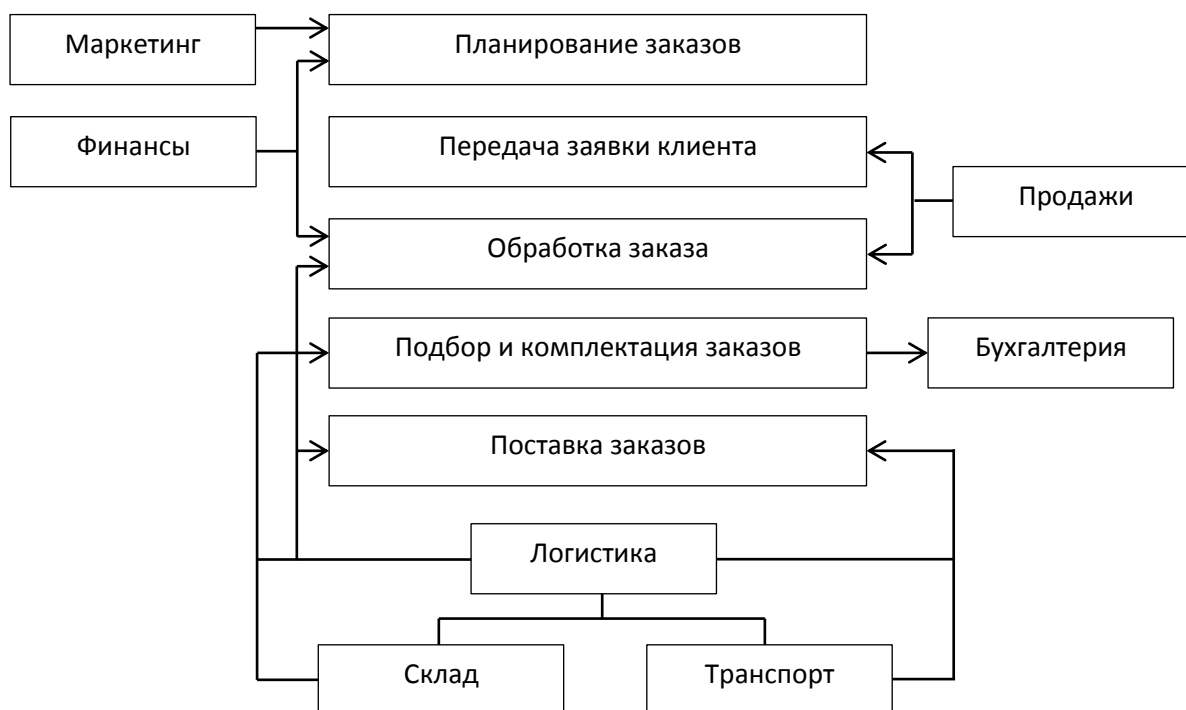 Маркетинг
Планирование заказов
Финансы
Передача заявки клиента
Продажи
Обработка заказа
Подбор и комплектация заказов
Бухгалтерия
Поставка заказов
Логистика
Склад
Транспорт